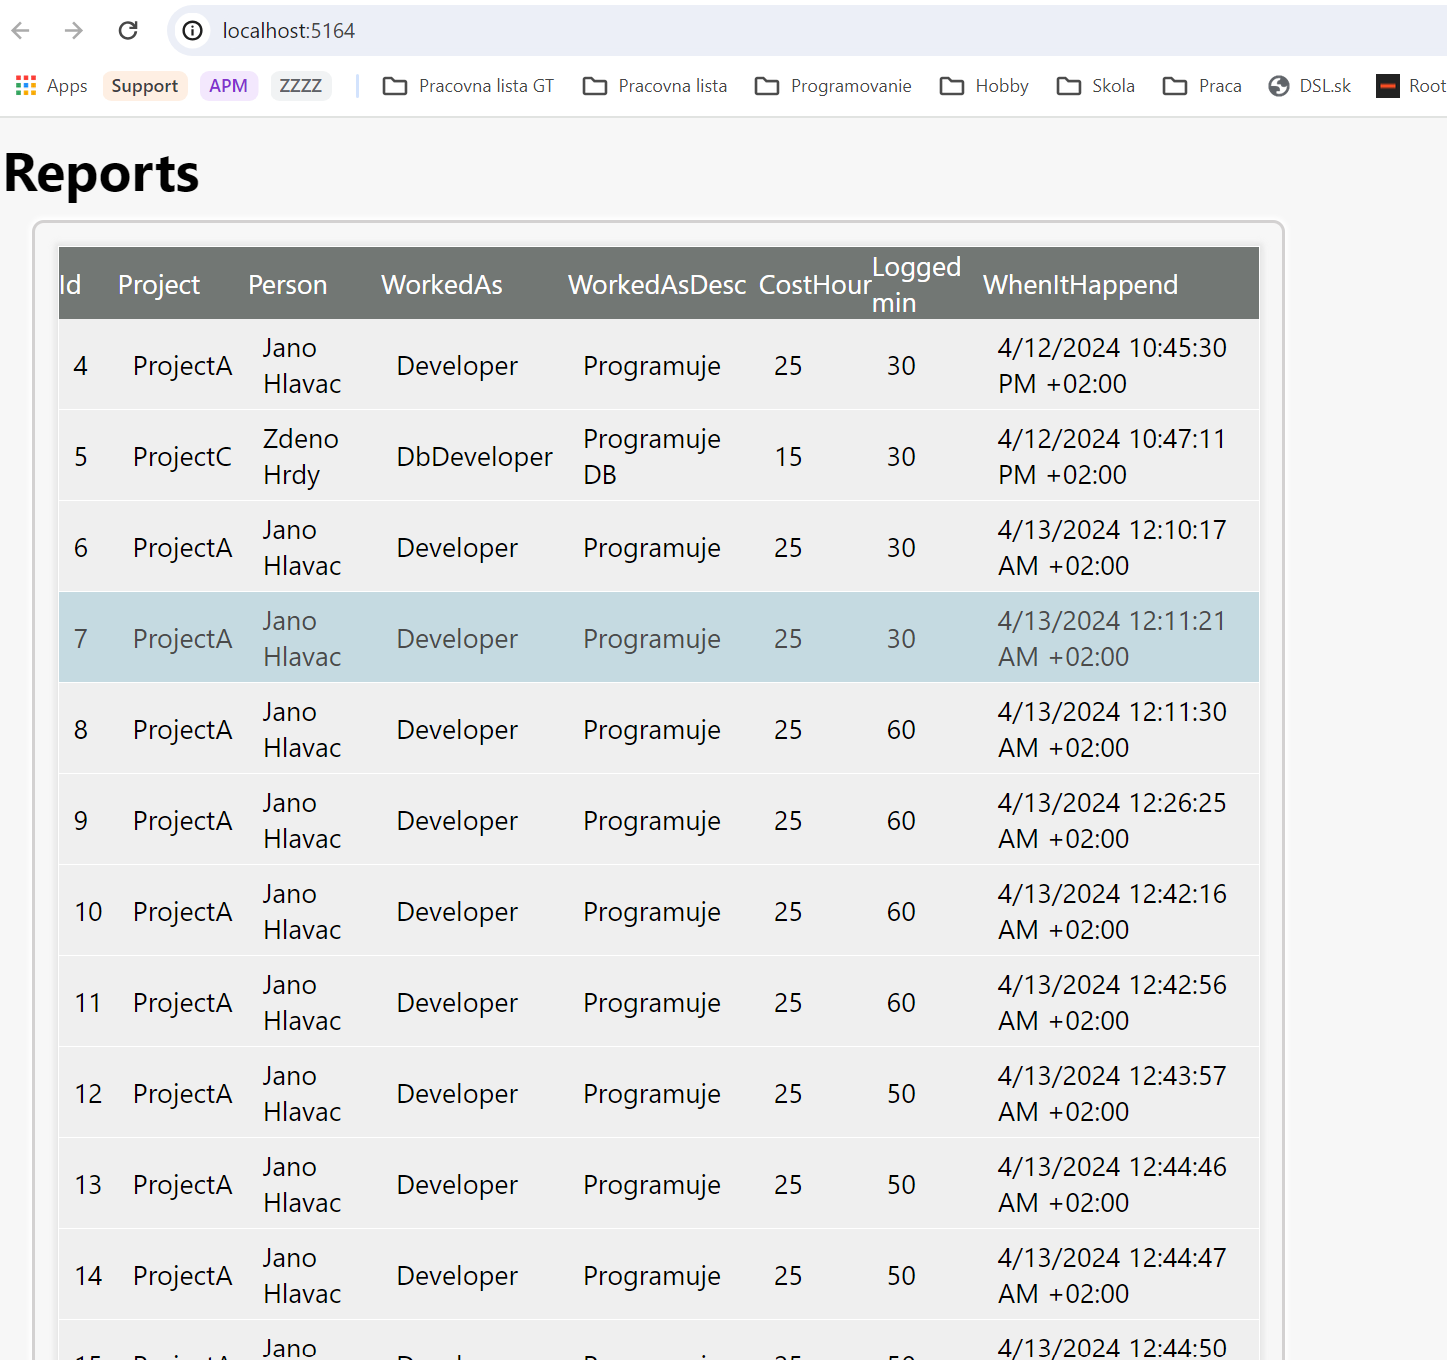 localhost:5164
Apps Support APM ZZZZ Pracovna lista GT Pracovna lista Programovanie Hobby Skola Praca DSL.sk Root
Reports
Id Project Person WorkedAs WorkedAsDesc CostHour Logged min WhenItHappend
4 ProjectA Jano Hlavac Developer Programuje 25 30 4/12/2024 10:45:30 PM +02:00
5 ProjectC Zdeno Hrdy DbDeveloper Programuje DB 15 30 4/12/2024 10:47:11 PM +02:00
6 ProjectA Jano Hlavac Developer Programuje 25 30 4/13/2024 12:10:17 AM +02:00
7 ProjectA Jano Hlavac Developer Programuje 25 30 4/13/2024 12:11:21 AM +02:00
8 ProjectA Jano Hlavac Developer Programuje 25 60 4/13/2024 12:11:30 AM +02:00
9 ProjectA Jano Hlavac Developer Programuje 25 60 4/13/2024 12:26:25 AM +02:00
10 ProjectA Jano Hlavac Developer Programuje 25 60 4/13/2024 12:42:16 AM +02:00
11 ProjectA Jano Hlavac Developer Programuje 25 60 4/13/2024 12:42:56 AM +02:00
12 ProjectA Jano Hlavac Developer Programuje 25 50 4/13/2024 12:43:57 AM +02:00
13 ProjectA Jano Hlavac Developer Programuje 25 50 4/13/2024 12:44:46 AM +02:00
14 ProjectA Jano Hlavac Developer Programuje 25 50 4/13/2024 12:44:47 AM +02:00
Jano 4/13/2024 12:44:50